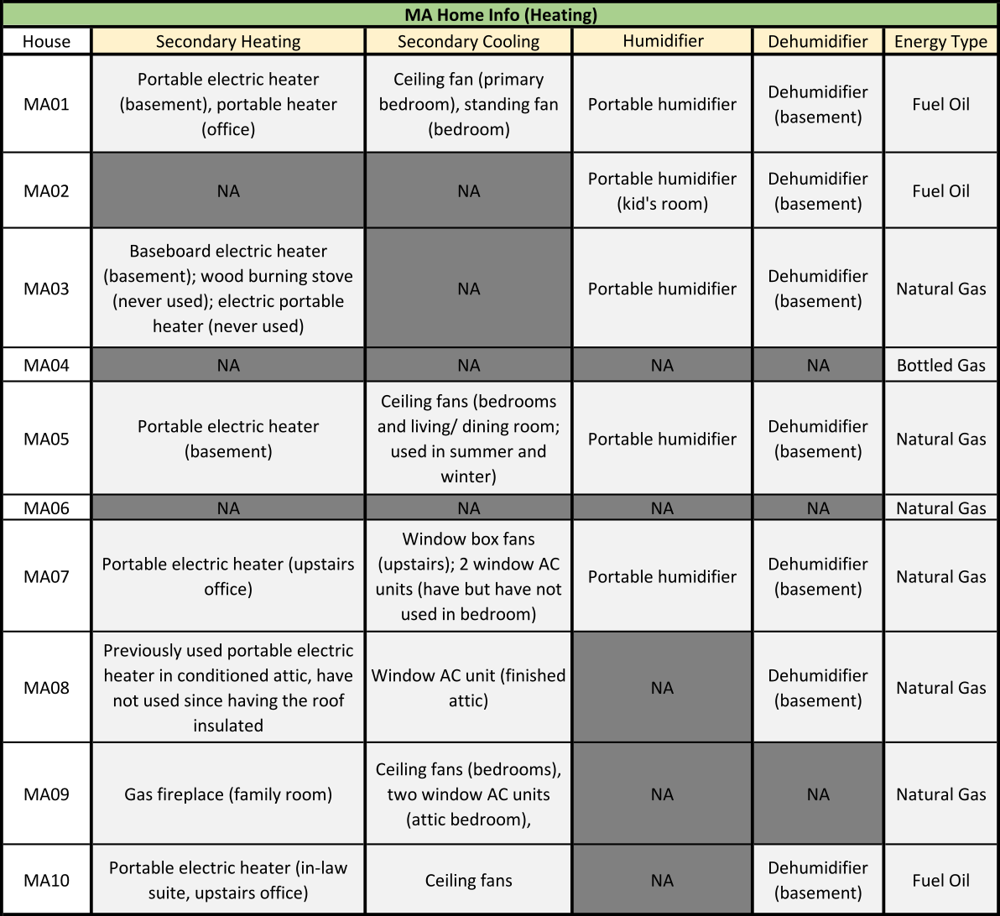 MA Home Info (Heating)
House Secondary Heating Secondary Cooling Humidifier Dehumidifier Energy Type
MA01
Portable electric heater
(basement), portable heater
(office)
Ceiling fan (primary
bedroom), standing fan
(bedroom)
Portable humidifier
Dehumidifier
(basement)
Fuel Oil
MA02
NA
NA
Portable humidifier
(kid's room)
Dehumidifier
(basement)
Fuel Oil
MA03
Baseboard electric heater
(basement); wood burning stove
(never used); electric portable
heater (never used)
NA
Portable humidifier
Dehumidifier
(basement)
Natural Gas
MA04 NA NA NA NA Bottled Gas
MA05
Portable electric heater
(basement)
Ceiling fans (bedrooms
and living/ dining room;
used in summer and
winter)
Portable humidifier
Dehumidifier
(basement)
Natural Gas
MA06 NA NA NA NA Natural Gas
MA07
Portable electric heater (upstairs
office)
Window box fans
(upstairs); 2 window AC
units (have but have not
used in bedroom)
Portable humidifier
Dehumidifier
(basement)
Natural Gas
MA08
Previously used portable electric
heater in conditioned attic, have
not used since having the roof
insulated
Window AC unit (finished
attic)
NA
Dehumidifier
(basement)
Natural Gas
MA09
Gas fireplace (family room)
Ceiling fans (bedrooms),
two window AC units
(attic bedroom),
NA
NA
Natural Gas
MA10
Portable electric heater (in-law
suite, upstairs office)
Ceiling fans
NA
Dehumidifier
(basement)
Fuel Oil